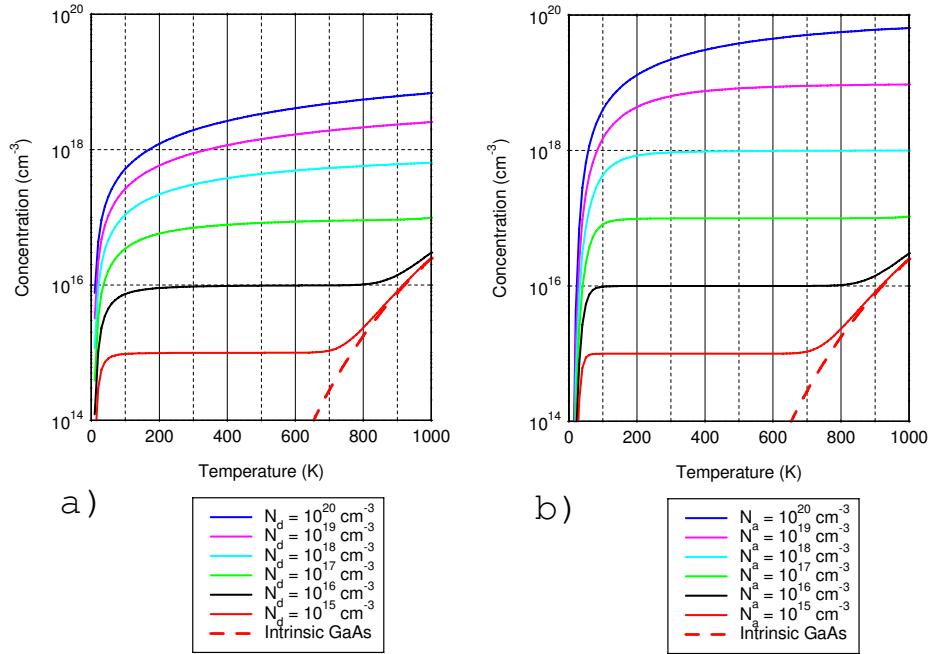 10^20
10^18
10^16
10^14
Concentration (cm^-3)
0 200 400 600 800 1000
Temperature (K)
a)
N_d = 10^20 cm^-3
N_d = 10^19 cm^-3
N_d = 10^18 cm^-3
N_d = 10^17 cm^-3
N_d = 10^16 cm^-3
N_d = 10^15 cm^-3
Intrinsic GaAs
10^20
10^18
10^16
10^14
Concentration (cm^-3)
0 200 400 600 800 1000
Temperature (K)
b)
N_a = 10^20 cm^-3
N_a = 10^19 cm^-3
N_a = 10^18 cm^-3
N_a = 10^17 cm^-3
N_a = 10^16 cm^-3
N_a = 10^15 cm^-3
Intrinsic GaAs